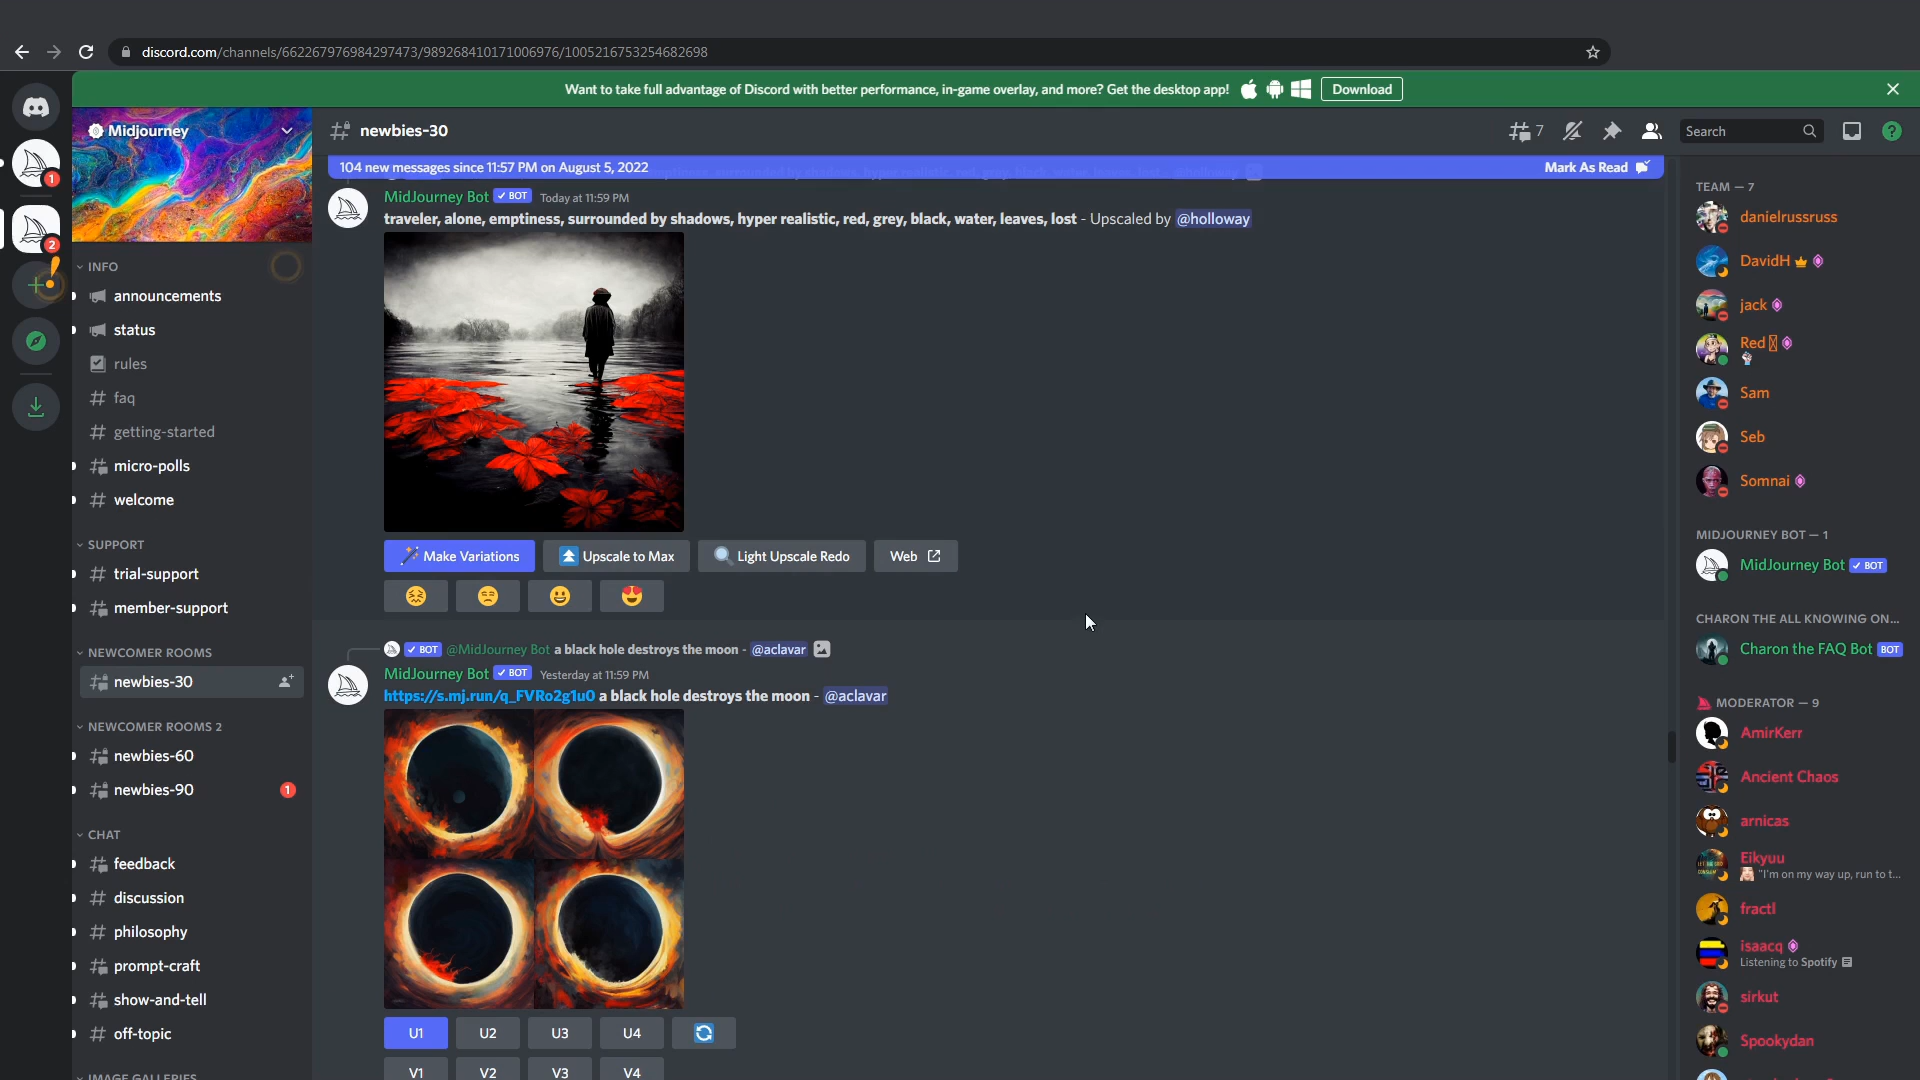 discord.com/channels/662267976984297473/989268410171006976/1005216753254682698
Want to take full advantage of Discord with better performance, in-game overlay, and more? Get the desktop app!
Download
Midjourney
1
2
INFO
announcements
status
rules
faq
getting-started
micro-polls
welcome
SUPPORT
trial-support
member-support
NEWCOMER ROOMS
newbies-30
NEWCOMER ROOMS 2
newbies-60
newbies-90
1
CHAT
feedback
discussion
philosophy
prompt-craft
show-and-tell
off-topic
IMAGE GALLERIES
newbies-30
7
Search
104 new messages since 11:57 PM on August 5, 2022
Mark As Read
MidJourney Bot BOT Today at 11:59 PM
traveler, alone, emptiness, surrounded by shadows, hyper realistic, red, grey, black, water, leaves, lost - Upscaled by @holloway
Make Variations
Upscale to Max
Light Upscale Redo
Web
BOT @MidJourney Bot a black hole destroys the moon - @aclavar
MidJourney Bot BOT Yesterday at 11:59 PM
https://s.mj.run/q_FVRo2g1u0 a black hole destroys the moon - @aclavar
U1 U2 U3 U4
V1 V2 V3 V4
TEAM — 7
danielrussruss
DavidH
jack
Red
Sam
Seb
Somnai
MIDJOURNEY BOT — 1
MidJourney Bot BOT
CHARON THE ALL KNOWING ON...
Charon the FAQ Bot BOT
MODERATOR — 9
AmirKerr
Ancient Chaos
arnicas
Eikyuu
"I'm on my way up, run to t...
fractl
isaacq
Listening to Spotify
sirkut
Spookydan